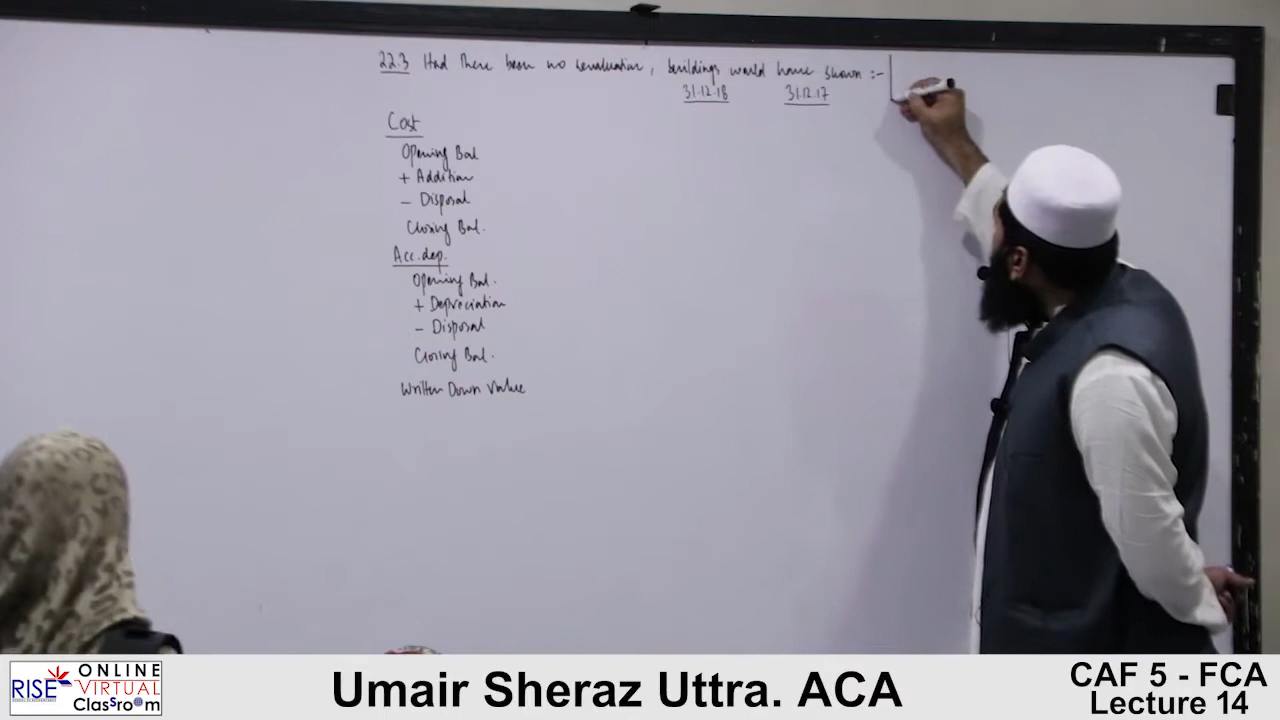 22.3 Had there been no revaluation, buildings would have shown :-
31.12.18 31.12.17
Cost
Opening Bal
+ Addition
- Disposal
Closing Bal.
Acc. dep.
Opening Bal.
+ Depreciation
- Disposal
Closing Bal.
Written Down Value
RISE ONLINE VIRTUAL Classroom
Umair Sheraz Uttra. ACA
CAF 5 - FCA
Lecture 14